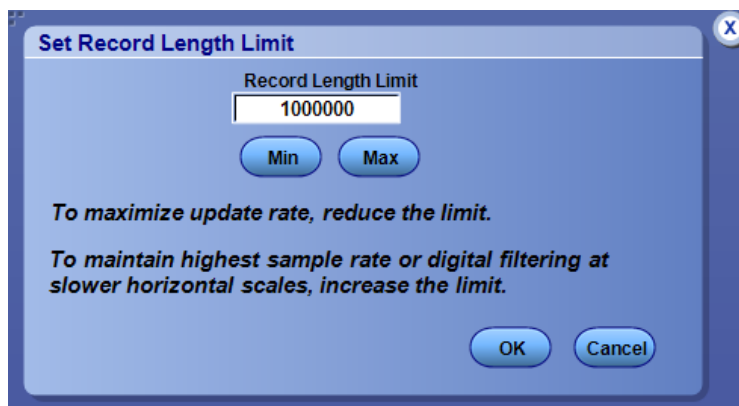 X
Set Record Length Limit
Record Length Limit
1000000
Min Max
To maximize update rate, reduce the limit.
To maintain highest sample rate or digital filtering at
slower horizontal scales, increase the limit.
OK Cancel